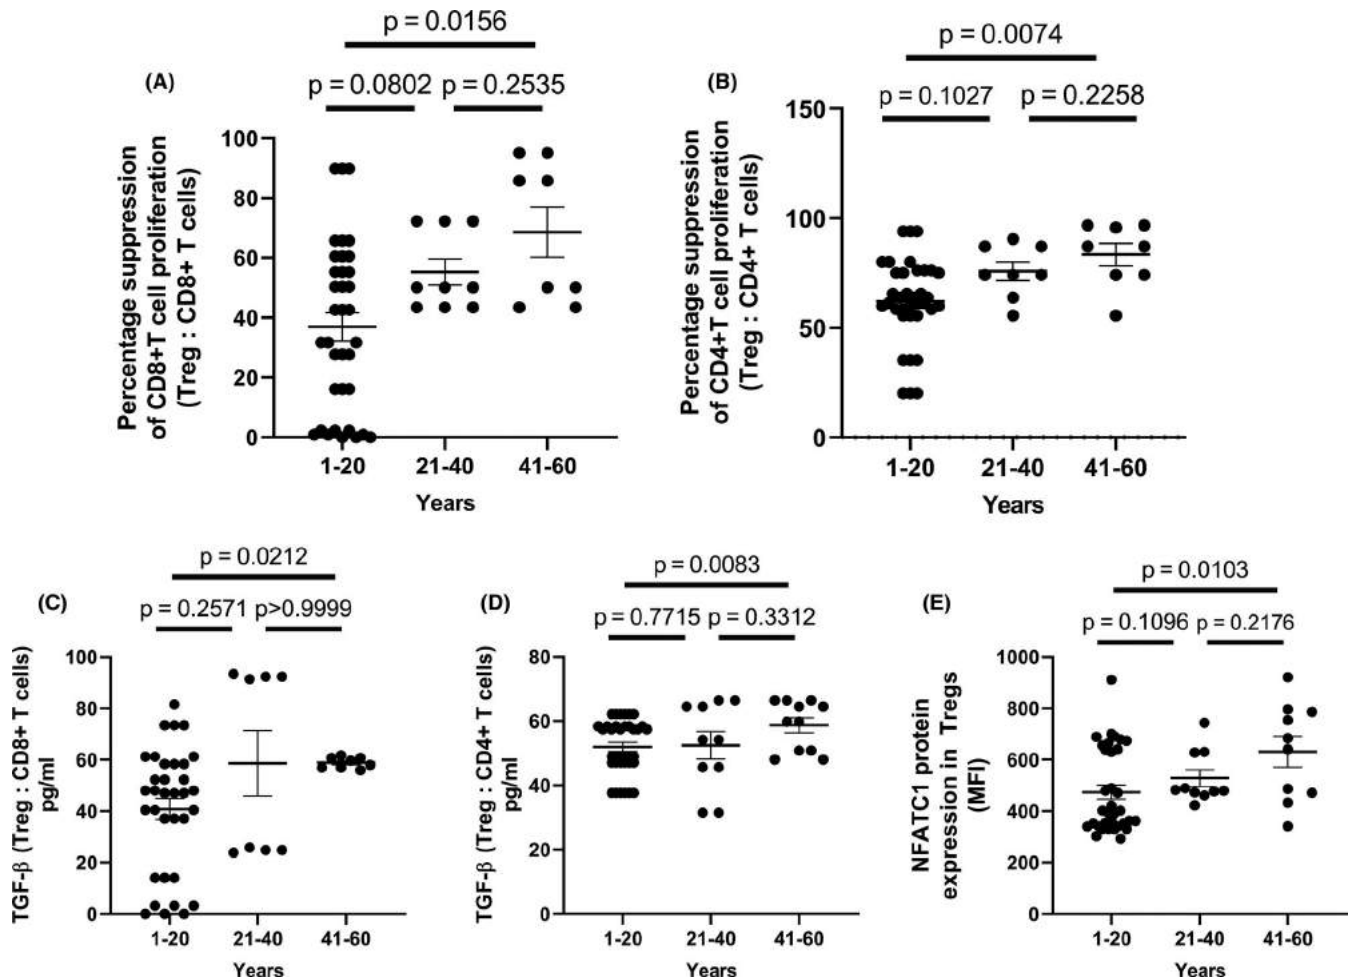 p = 0.0156
(A)
p = 0.0802 p = 0.2535
Percentage suppression
of CD8+T cell proliferation
(Treg : CD8+ T cells)
100
80
60
40
20
0
1-20 21-40 41-60
Years
p = 0.0074
(B)
p = 0.1027 p = 0.2258
Percentage suppression
of CD4+T cell proliferation
(Treg : CD4+ T cells)
150
100
50
0
1-20 21-40 41-60
Years
p = 0.0212
(C)
p = 0.2571 p>0.9999
TGF-β (Treg : CD8+ T cells)
pg/ml
100
80
60
40
20
0
1-20 21-40 41-60
Years
p = 0.0083
(D)
p = 0.7715 p = 0.3312
TGF-β (Treg : CD4+ T cells)
pg/ml
80
60
40
20
0
1-20 21-40 41-60
Years
p = 0.0103
(E)
p = 0.1096 p = 0.2176
NFATC1 protein
expression in Tregs
(MFI)
1000
800
600
400
200
0
1-20 21-40 41-60
Years